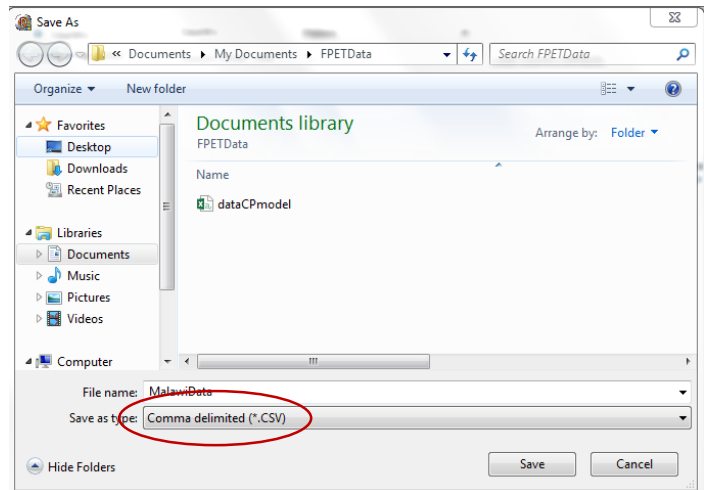 Save As
« Documents My Documents FPETData Search FPETData
Organize New folder
Favorites
Desktop
Downloads
Recent Places
Libraries
Documents
Music
Pictures
Videos
Computer
Documents library
FPETData
Arrange by: Folder
Name
dataCPmodel
File name: MalawiData
Save as type: Comma delimited (*.CSV)
Hide Folders Save Cancel